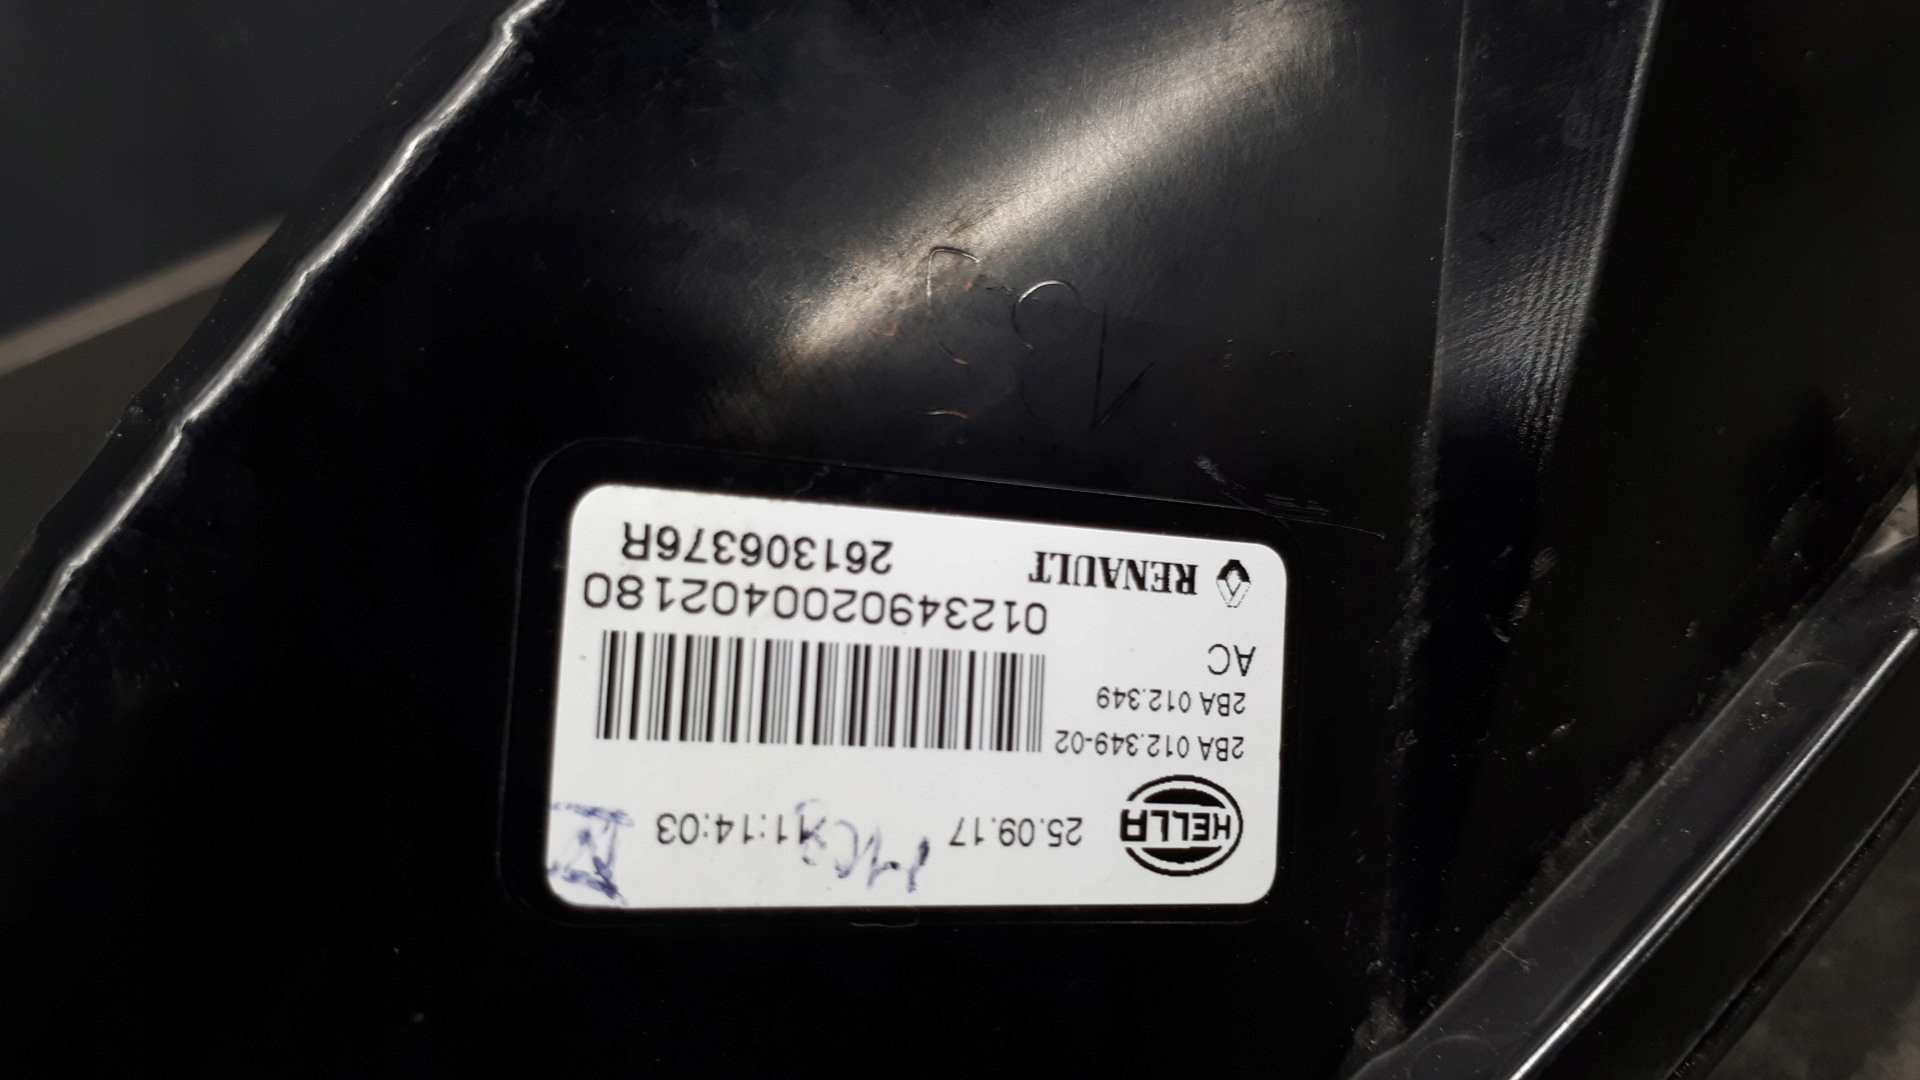 HELLA 25.09.17 11:14:03
2BA 012.349-02
2BA 012.349
AC
0123490200402180
RENAULT 261306376R